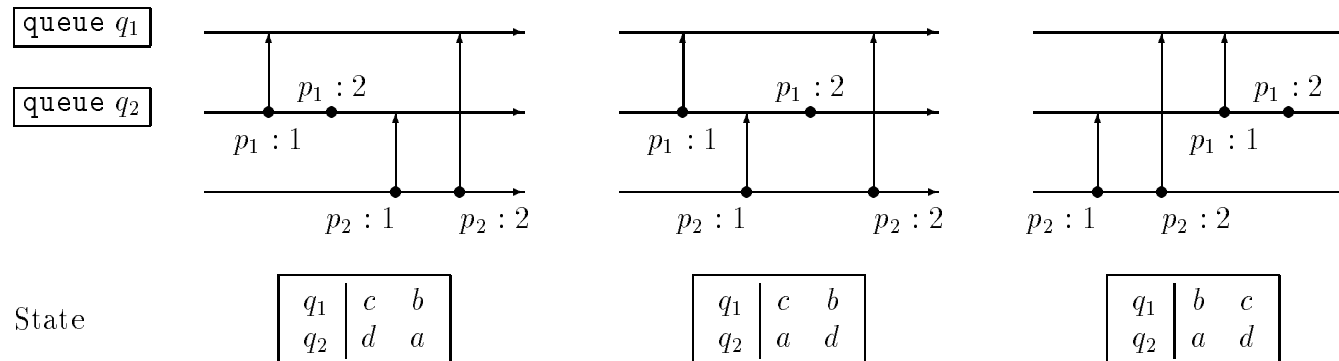 queue q₁
queue q₂
p₁ : 2
p₁ : 1
p₂ : 1
p₂ : 2
p₁ : 2
p₁ : 1
p₂ : 1
p₂ : 2
p₁ : 2
p₁ : 1
p₂ : 1
p₂ : 2
State
q₁ c b
q₂ d a
q₁ c b
q₂ a d
q₁ b c
q₂ a d